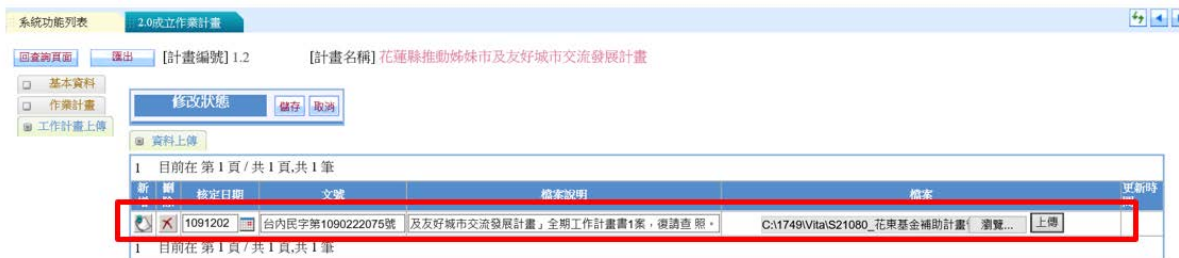 系統功能列表 2.0成立作業計畫
回查詢頁面 匯出 [計畫編號] 1.2 [計畫名稱] 花蓮縣推動姊妹市及友好城市交流發展計畫
基本資料
作業計畫
工作計畫上傳
修改狀態 儲存 取消
資料上傳
1 目前在 第 1 頁 / 共 1 頁,共 1 筆
新增 刪除 核定日期 文號 檔案說明 檔案 更新時間
1091202 台內民字第1090222075號 及友好城市交流發展計畫」全期工作計畫書1案，復請查 照。 C:\1749\Vita\S21080_花東基金補助計畫 瀏覽... 上傳
1 目前在 第 1 頁 / 共 1 頁,共 1 筆